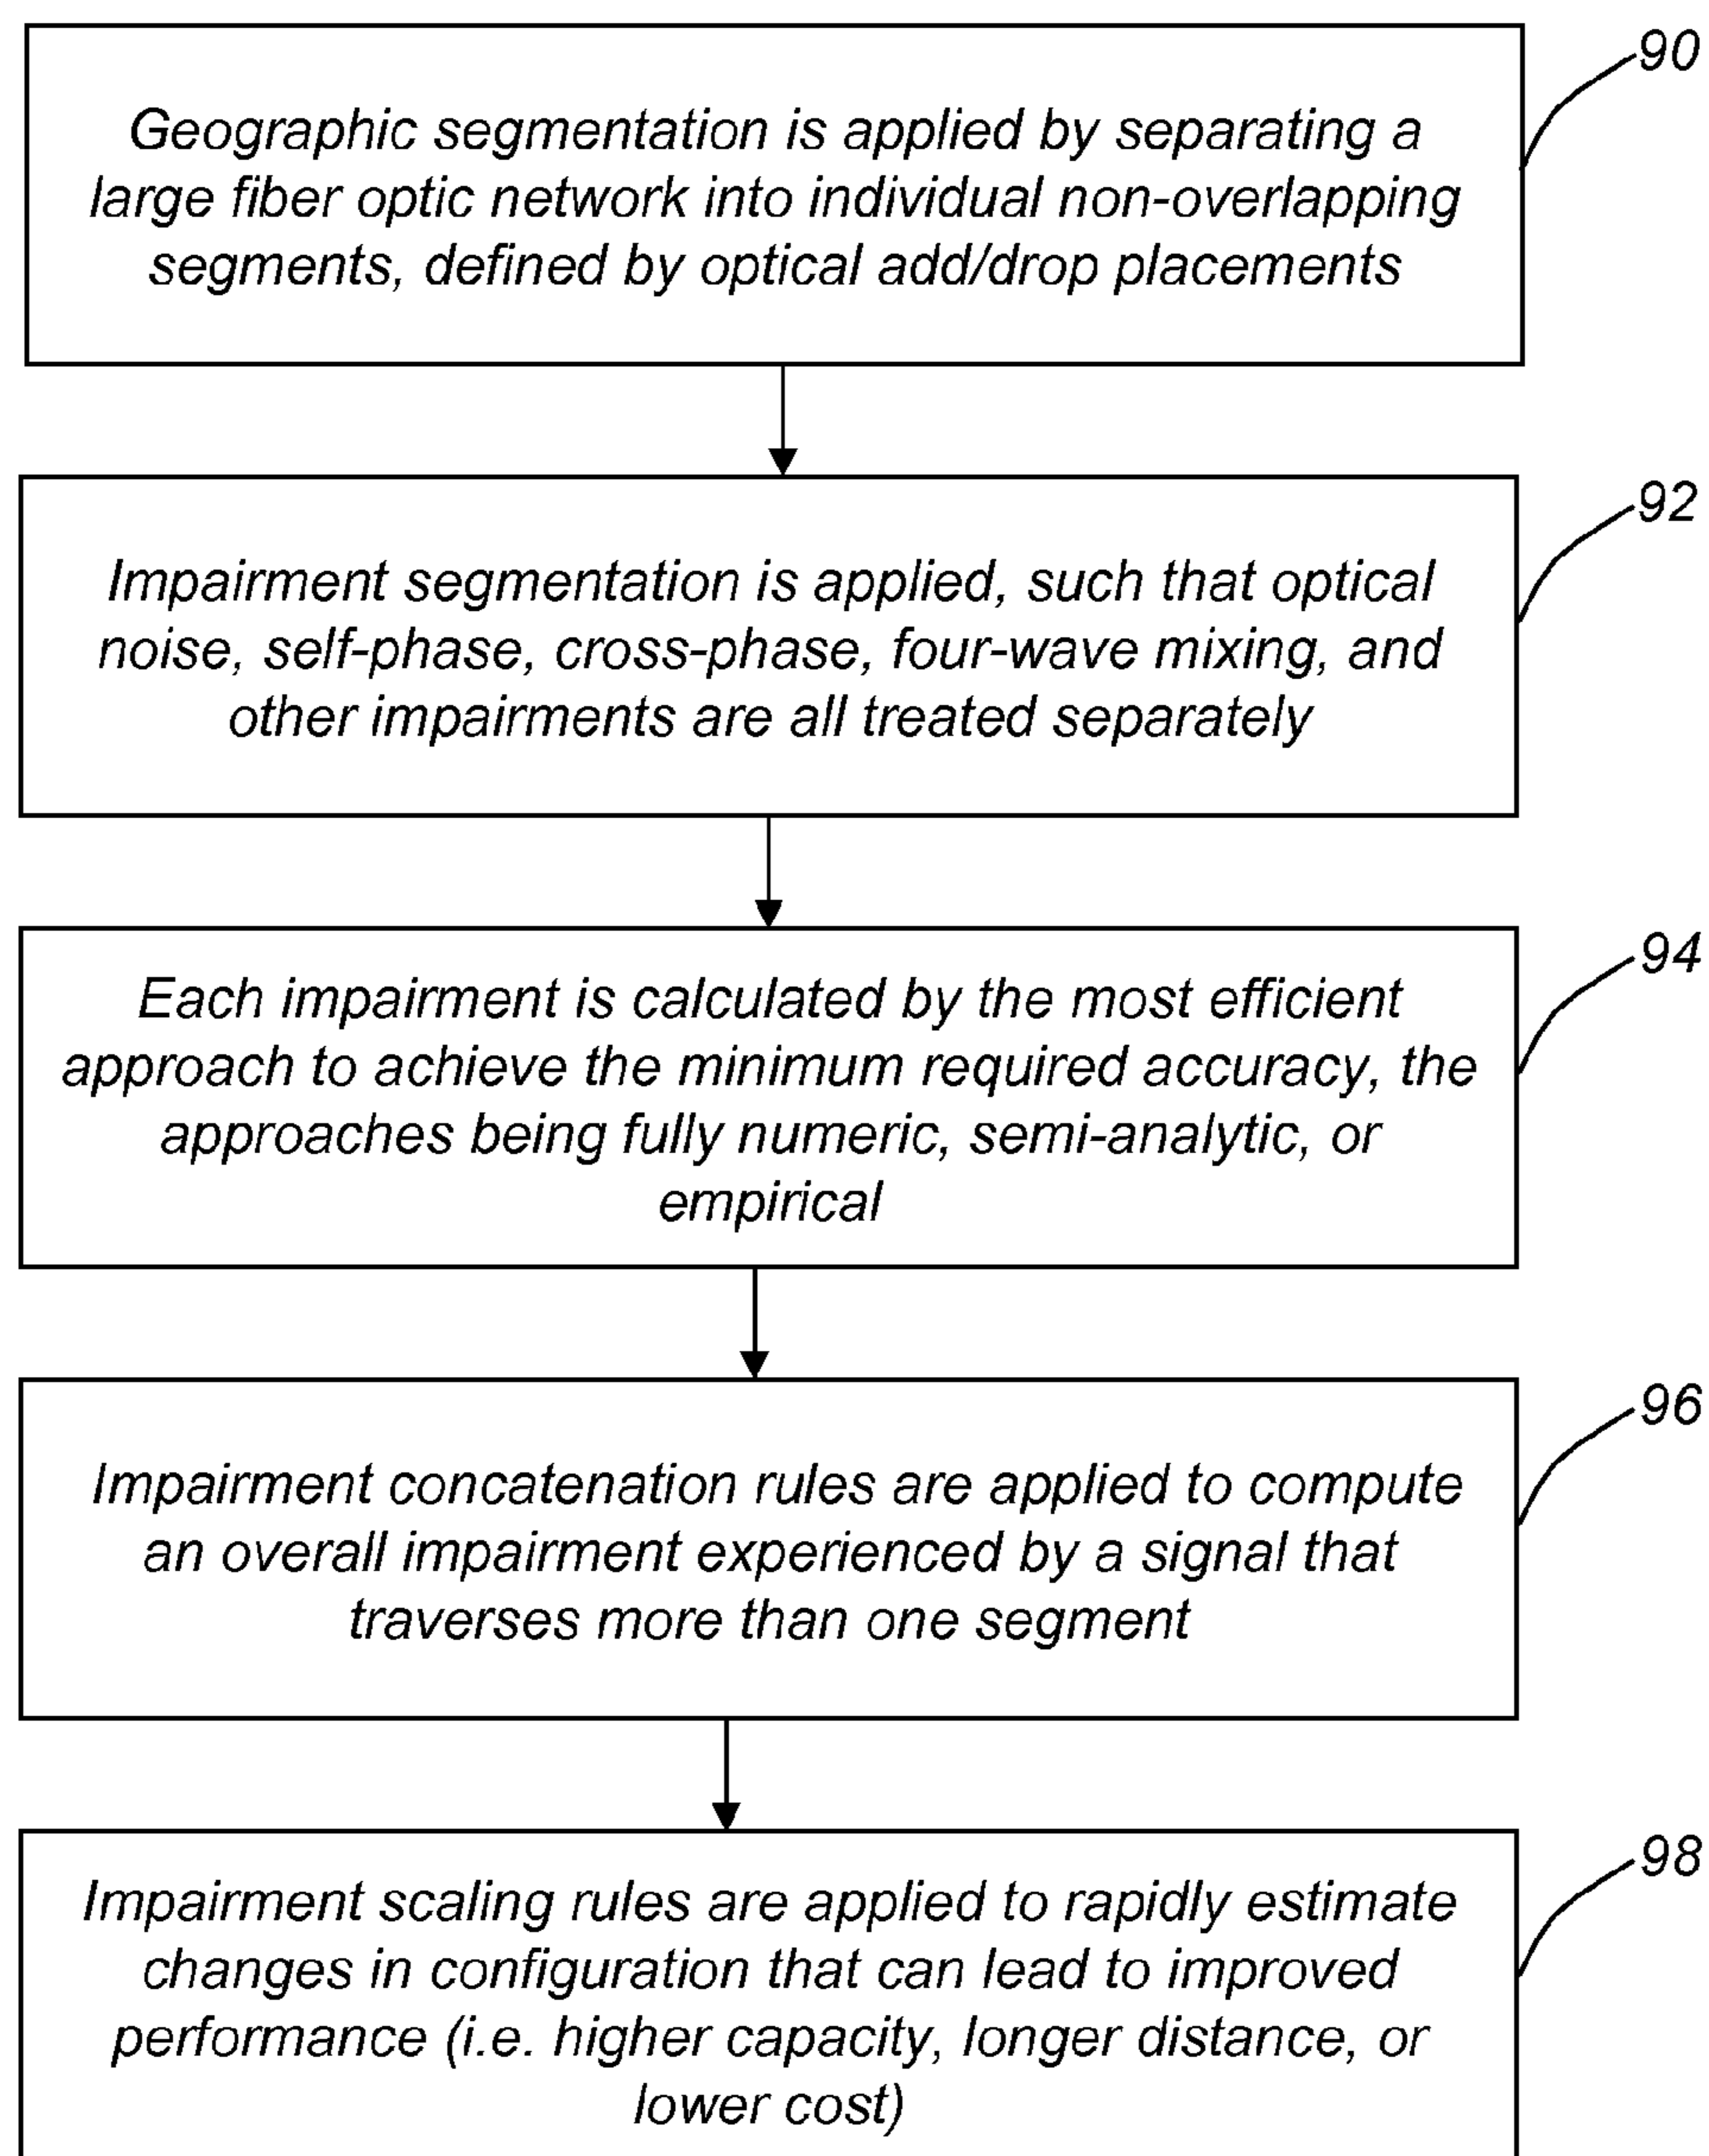 90
Geographic segmentation is applied by separating a
large fiber optic network into individual non-overlapping
segments, defined by optical add/drop placements
92
Impairment segmentation is applied, such that optical
noise, self-phase, cross-phase, four-wave mixing, and
other impairments are all treated separately
94
Each impairment is calculated by the most efficient
approach to achieve the minimum required accuracy, the
approaches being fully numeric, semi-analytic, or
empirical
96
Impairment concatenation rules are applied to compute
an overall impairment experienced by a signal that
traverses more than one segment
98
Impairment scaling rules are applied to rapidly estimate
changes in configuration that can lead to improved
performance (i.e. higher capacity, longer distance, or
lower cost)